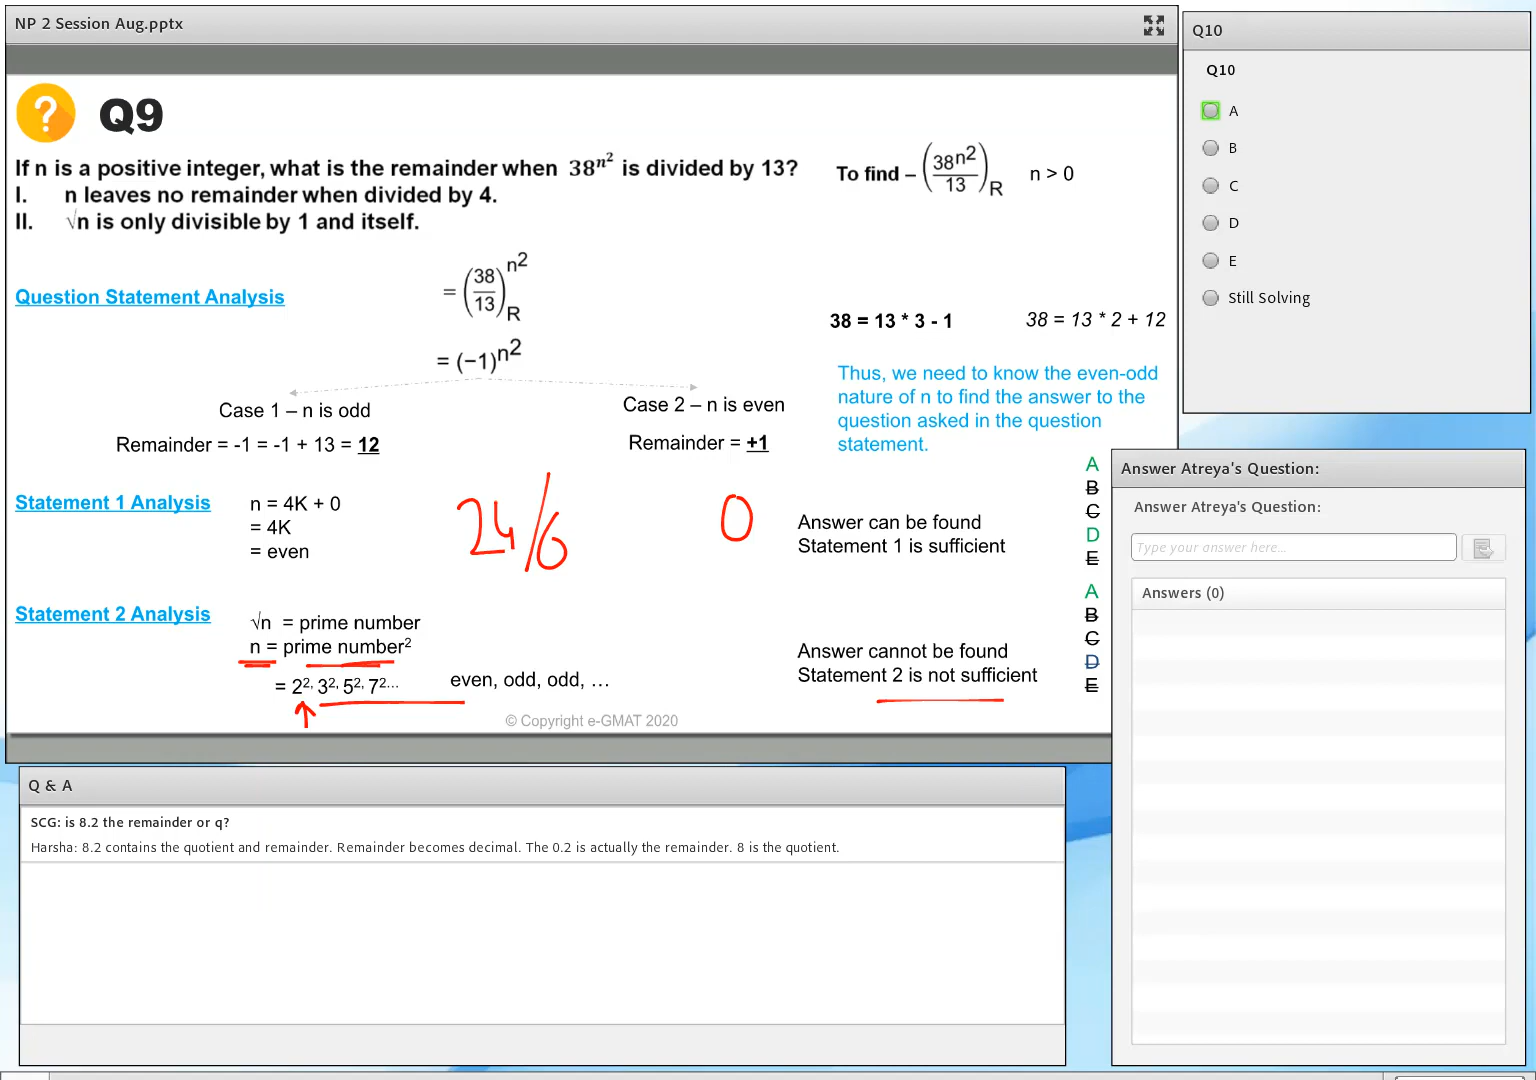 NP 2 Session Aug.pptx
?
Q9
If n is a positive integer, what is the remainder when 38^n^2 is divided by 13?
I. n leaves no remainder when divided by 4.
II. √n is only divisible by 1 and itself.
To find – (38^n2/13)R n > 0
Question Statement Analysis
= (38/13)R^n2
= (−1)^n2
38 = 13 * 3 - 1
38 = 13 * 2 + 12
Case 1 – n is odd
Remainder = -1 = -1 + 13 = 12
Case 2 – n is even
Remainder = +1
Thus, we need to know the even-odd
nature of n to find the answer to the
question asked in the question
statement.
Statement 1 Analysis
n = 4K + 0
= 4K
= even
24/6
0
Answer can be found
Statement 1 is sufficient
A
B
C
D
E
Statement 2 Analysis
√n = prime number
n = prime number²
= 2², 3², 5², 7²...
even, odd, odd, …
Answer cannot be found
Statement 2 is not sufficient
A
B
C
D
E
© Copyright e-GMAT 2020
Q10
Q10
A
B
C
D
E
Still Solving
Answer Atreya's Question:
Answer Atreya's Question:
Type your answer here...
Answers (0)
Q & A
SCG: is 8.2 the remainder or q?
Harsha: 8.2 contains the quotient and remainder. Remainder becomes decimal. The 0.2 is actually the remainder. 8 is the quotient.